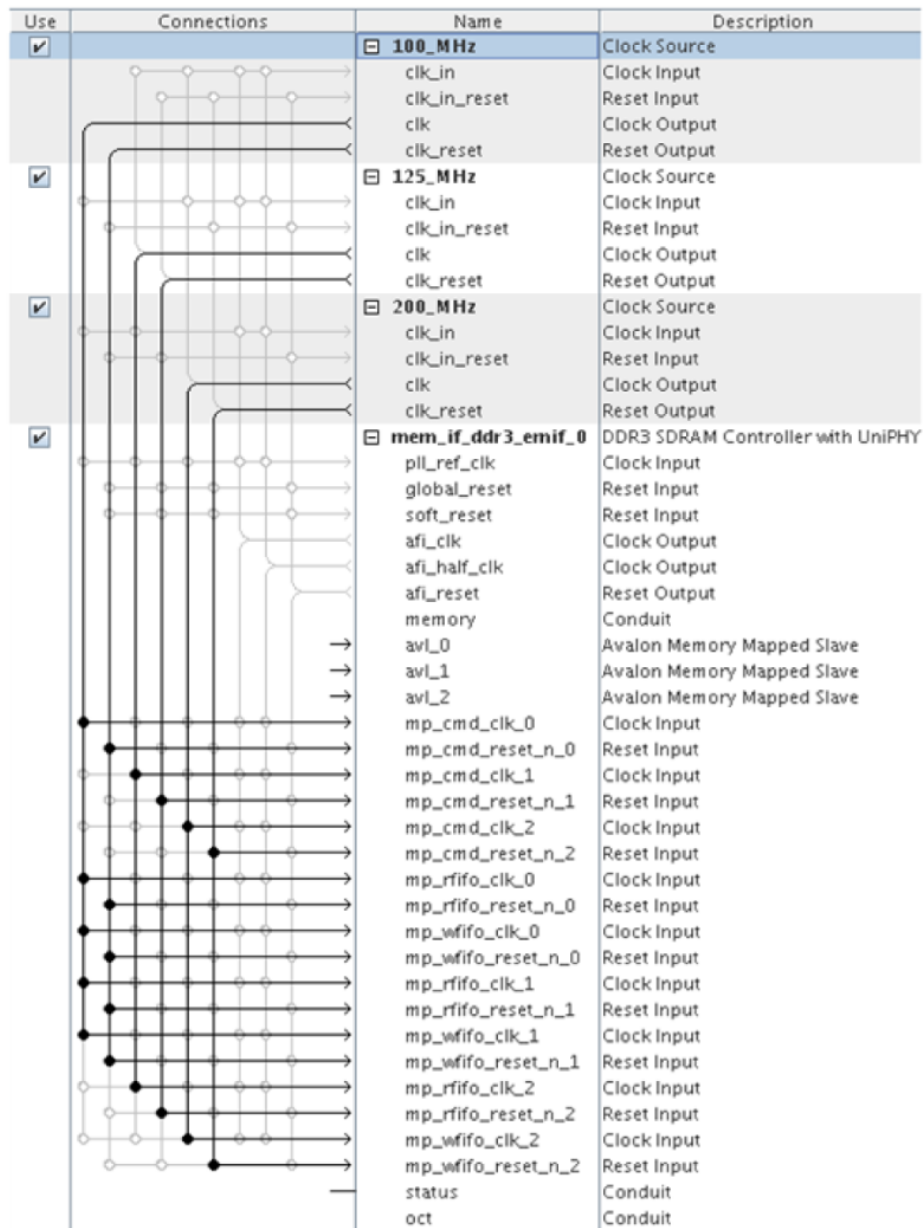 Use Connections Name Description
100_MHz Clock Source
clk_in Clock Input
clk_in_reset Reset Input
clk Clock Output
clk_reset Reset Output
125_MHz Clock Source
clk_in Clock Input
clk_in_reset Reset Input
clk Clock Output
clk_reset Reset Output
200_MHz Clock Source
clk_in Clock Input
clk_in_reset Reset Input
clk Clock Output
clk_reset Reset Output
mem_if_ddr3_emif_0 DDR3 SDRAM Controller with UniPHY
pll_ref_clk Clock Input
global_reset Reset Input
soft_reset Reset Input
afi_clk Clock Output
afi_half_clk Clock Output
afi_reset Reset Output
memory Conduit
avl_0 Avalon Memory Mapped Slave
avl_1 Avalon Memory Mapped Slave
avl_2 Avalon Memory Mapped Slave
mp_cmd_clk_0 Clock Input
mp_cmd_reset_n_0 Reset Input
mp_cmd_clk_1 Clock Input
mp_cmd_reset_n_1 Reset Input
mp_cmd_clk_2 Clock Input
mp_cmd_reset_n_2 Reset Input
mp_rfifo_clk_0 Clock Input
mp_rfifo_reset_n_0 Reset Input
mp_wfifo_clk_0 Clock Input
mp_wfifo_reset_n_0 Reset Input
mp_rfifo_clk_1 Clock Input
mp_rfifo_reset_n_1 Reset Input
mp_wfifo_clk_1 Clock Input
mp_wfifo_reset_n_1 Reset Input
mp_rfifo_clk_2 Clock Input
mp_rfifo_reset_n_2 Reset Input
mp_wfifo_clk_2 Clock Input
mp_wfifo_reset_n_2 Reset Input
status Conduit
oct Conduit